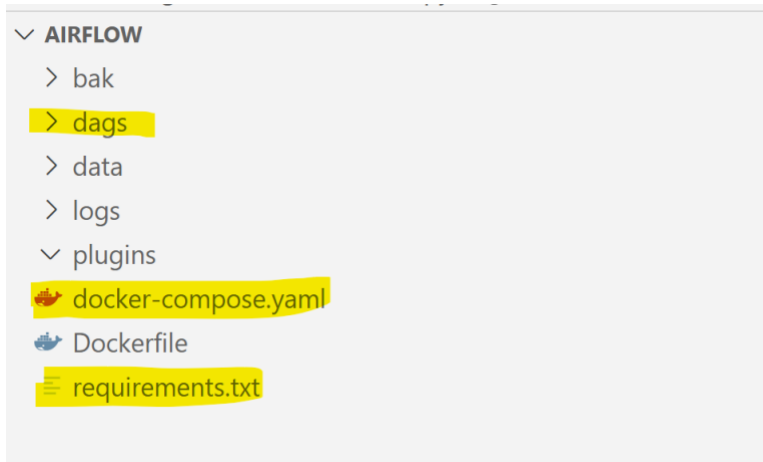 AIRFLOW
bak
dags
data
logs
plugins
docker-compose.yaml
Dockerfile
requirements.txt